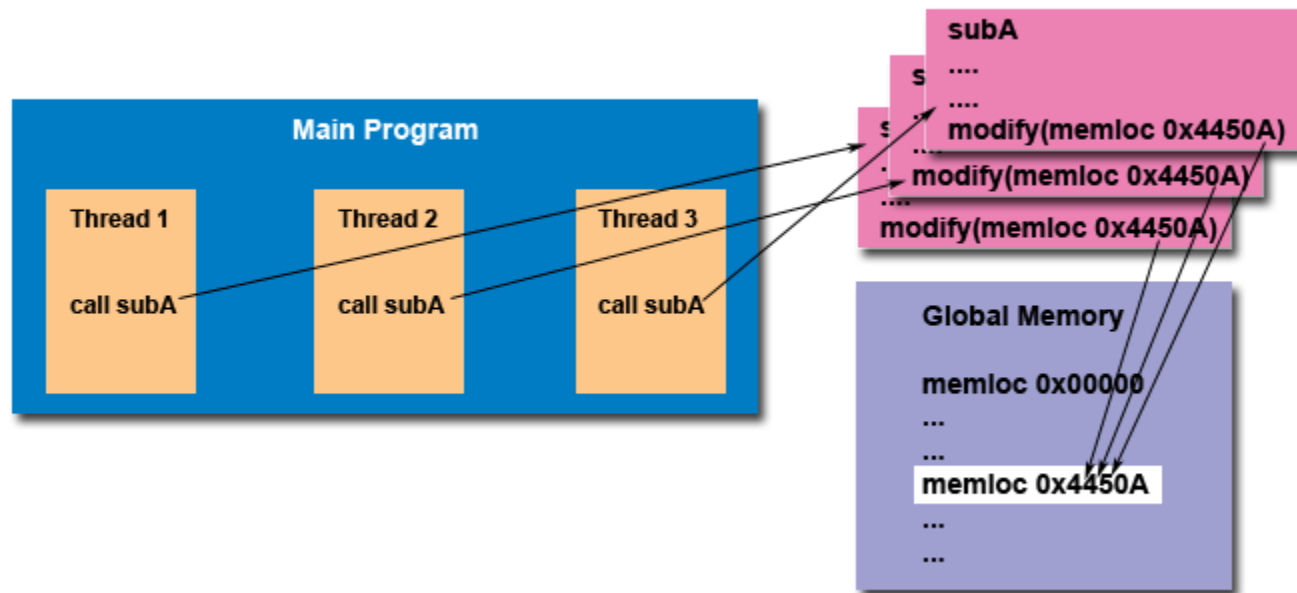 Main Program
Thread 1
call subA
Thread 2
call subA
Thread 3
call subA
subA
....
....
modify(memloc 0x4450A)
s
..
....
modify(memloc 0x4450A)
s
..
....
modify(memloc 0x4450A)
Global Memory
memloc 0x00000
...
...
memloc 0x4450A
...
...